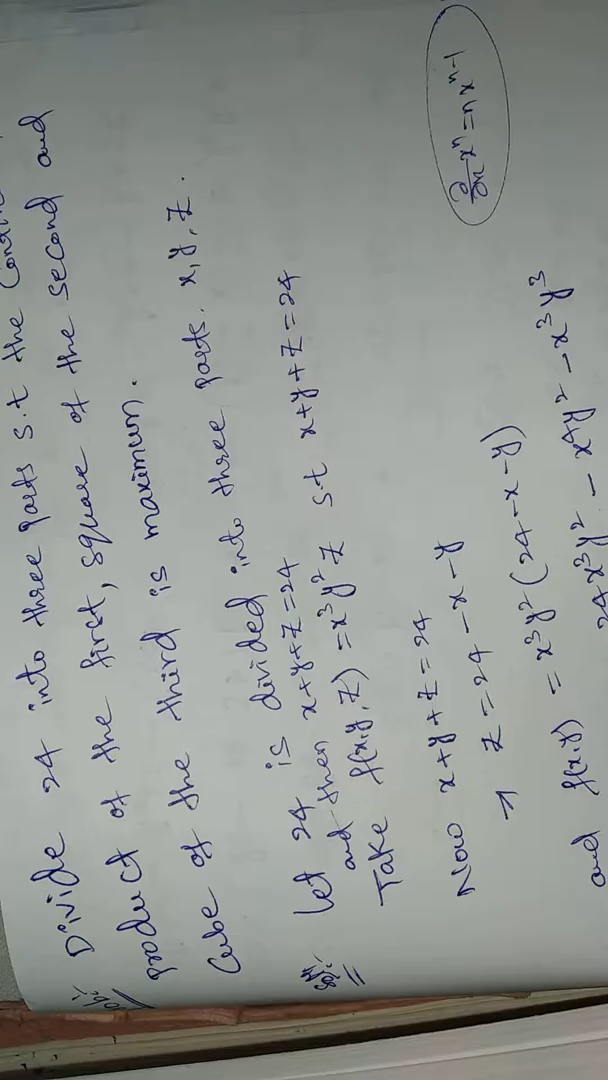 Prob:- Divide 24 into three parts s.t the
product of the first, square of the second and
Cube of the third is maximum.
Sol:- Let 24 is divided into three parts. x, y, z.
and then x+y+z=24
Take f(x,y,z) = x³y²z s.t x+y+z=24
Now x+y+z=24
⇒ z=24-x-y
∂/∂x xⁿ = nxⁿ⁻¹
and f(x,y) = x³y²(24-x-y)
24x³y² - x⁴y² - x³y³